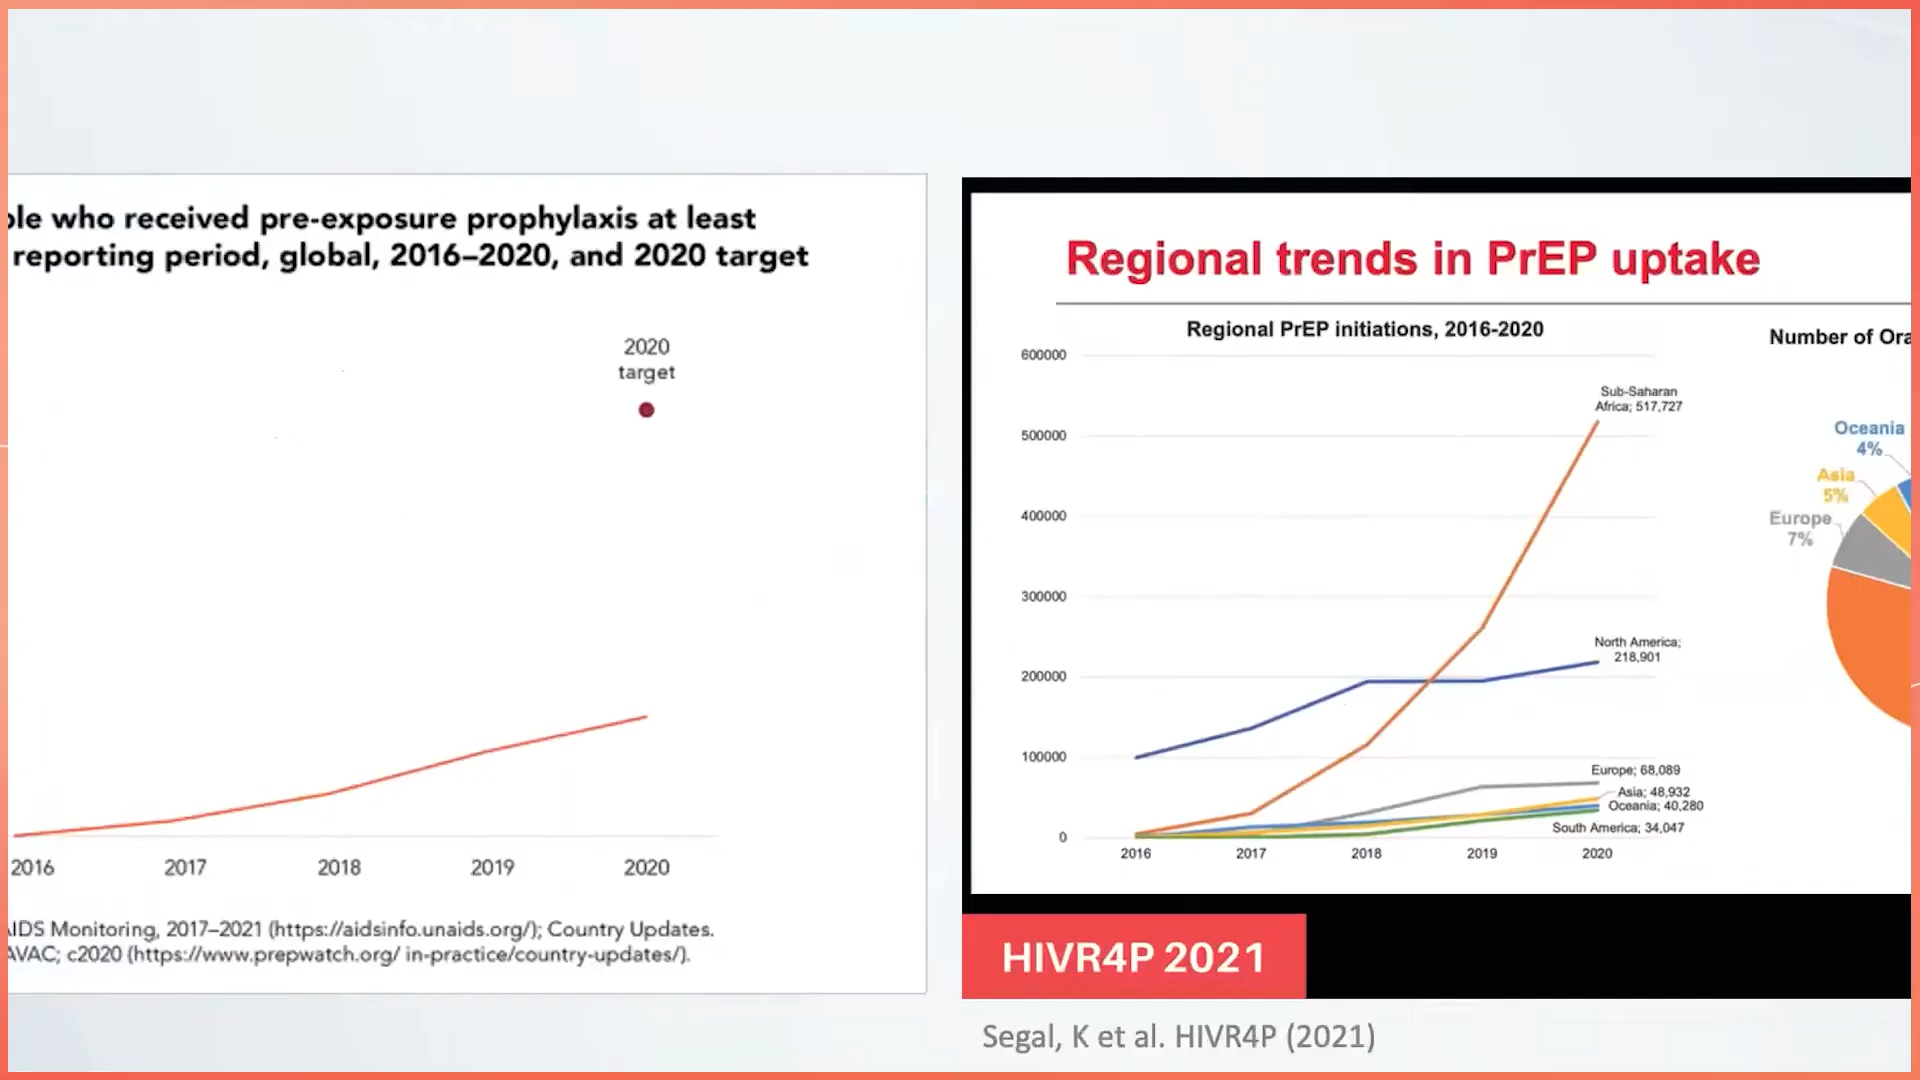 ple who received pre-exposure prophylaxis at least
reporting period, global, 2016–2020, and 2020 target
2020
target
2016
2017
2018
2019
2020
AIDS Monitoring, 2017–2021 (https://aidsinfo.unaids.org/); Country Updates.
AVAC; c2020 (https://www.prepwatch.org/ in-practice/country-updates/).
Regional trends in PrEP uptake
Regional PrEP initiations, 2016-2020
600000
500000
400000
300000
200000
100000
0
Sub-Saharan
Africa; 517,727
North America;
218,901
Europe; 68,089
Asia; 48,932
Oceania; 40,280
South America; 34,047
2016
2017
2018
2019
2020
Number of Ora
Oceania
4%
Asia
5%
Europe
7%
HIVR4P 2021
Segal, K et al. HIVR4P (2021)